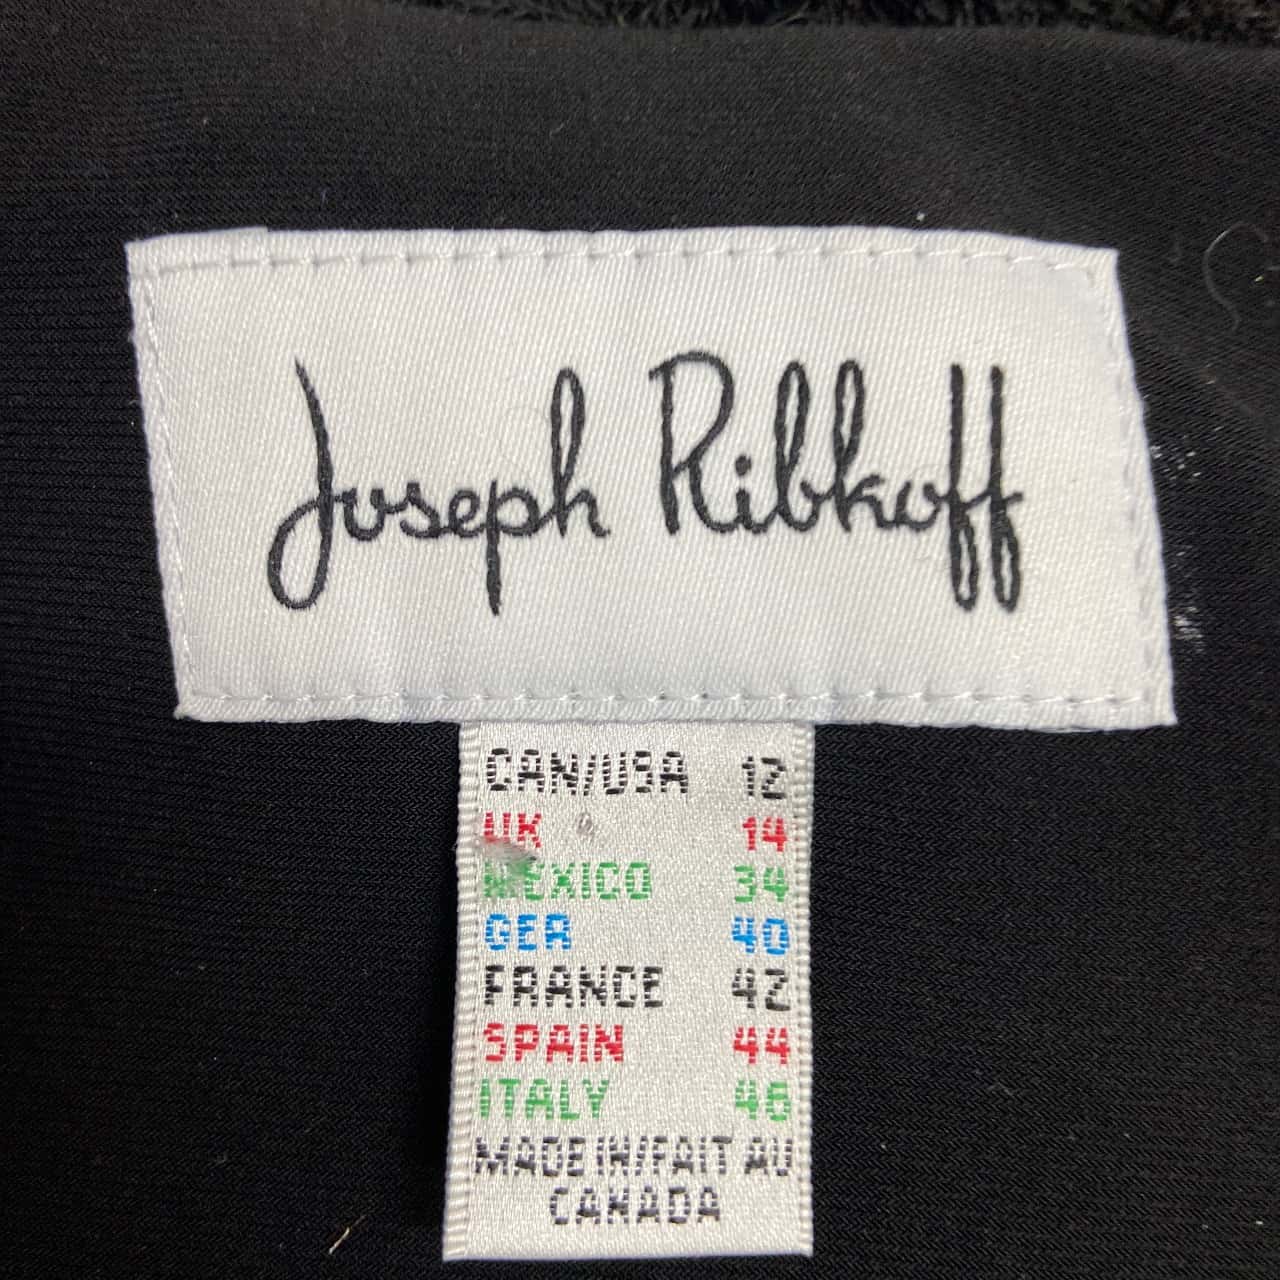 Joseph Ribkoff
CAN/USA 12
UK 14
MEXICO 34
GER 40
FRANCE 42
SPAIN 44
ITALY 46
MADE IN/FAIT AU
CANADA